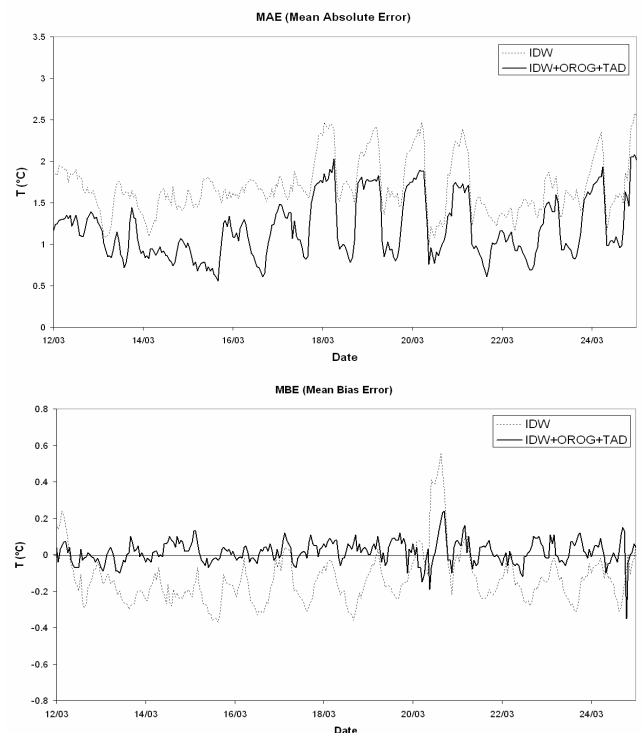 MAE (Mean Absolute Error)
3.5
3
2.5
2
1.5
1
0.5
0
T (°C)
IDW
IDW+OROG+TAD
12/03 14/03 16/03 18/03 20/03 22/03 24/03
Date
MBE (Mean Bias Error)
0.8
0.6
0.4
0.2
0
-0.2
-0.4
-0.6
-0.8
T (°C)
IDW
IDW+OROG+TAD
12/03 14/03 16/03 18/03 20/03 22/03 24/03
Date